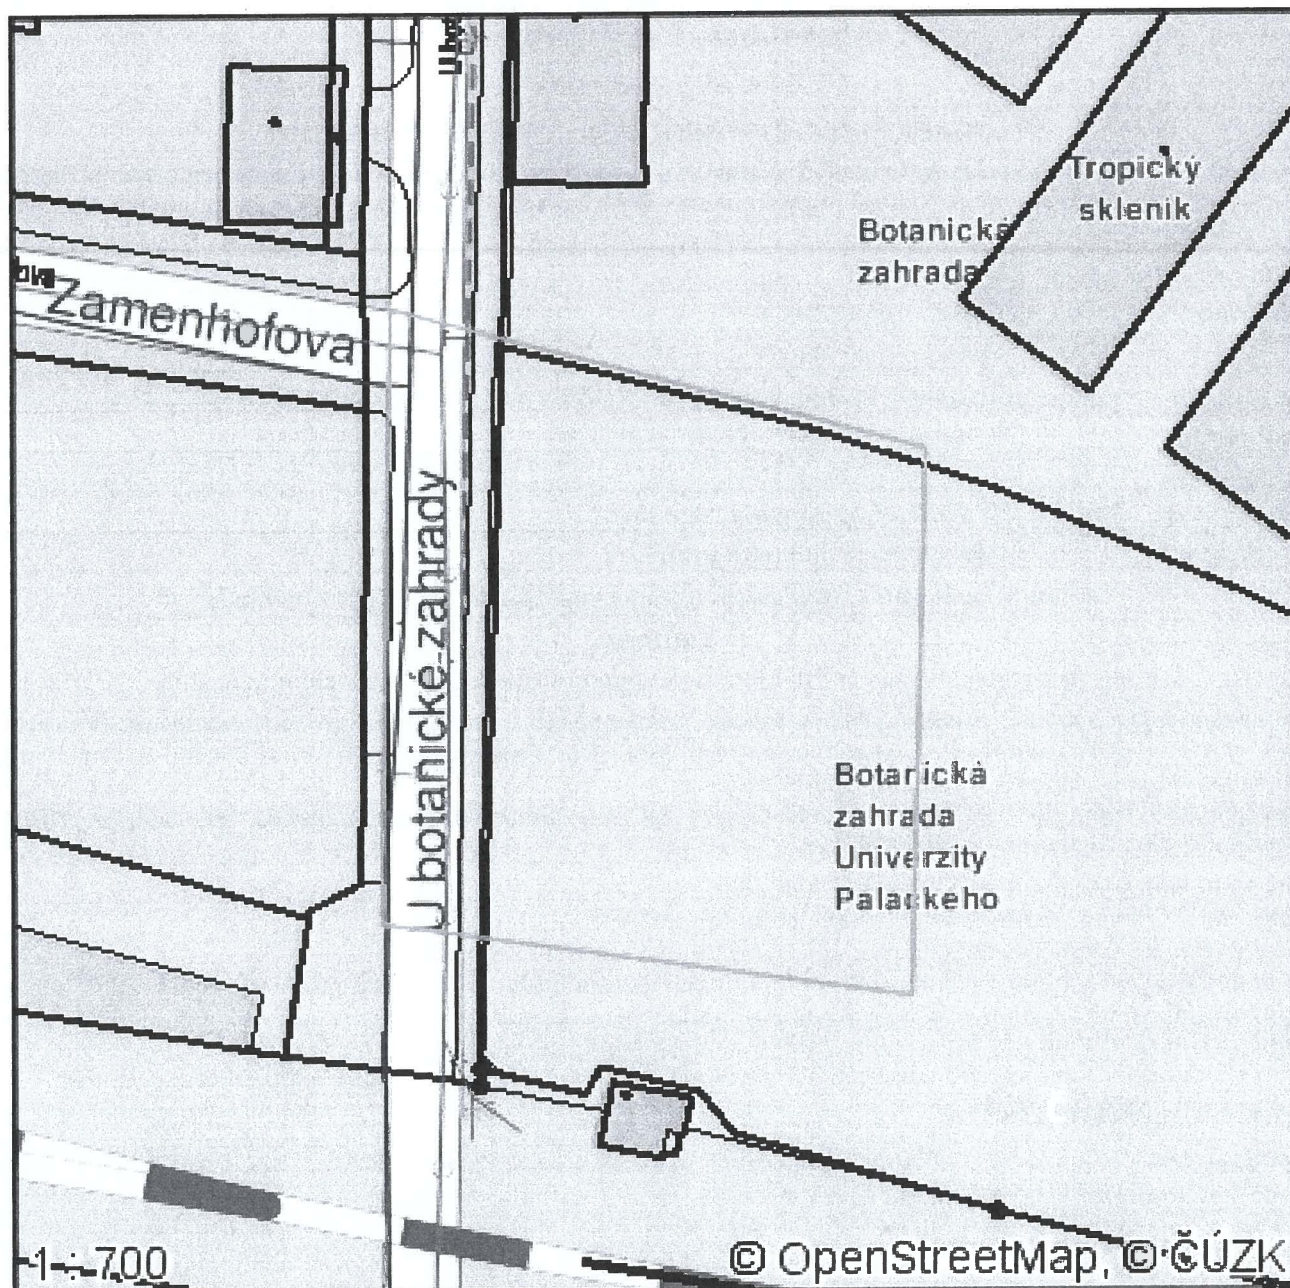 Tropický
skleník
Botanická
zahrada
Zamenhofova
U botanické zahrady
Botanická
zahrada
Univerzity
Palackého
1 : 700
© OpenStreetMap, © ČÚZK